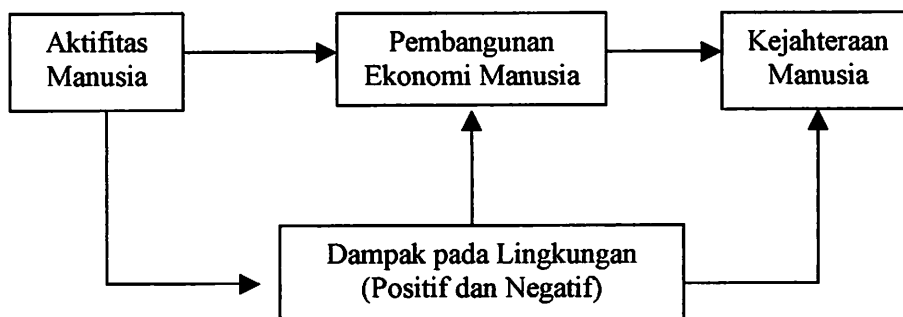 Aktifitas
Manusia
Pembangunan
Ekonomi Manusia
Kejahteraan
Manusia
Dampak pada Lingkungan
(Positif dan Negatif)